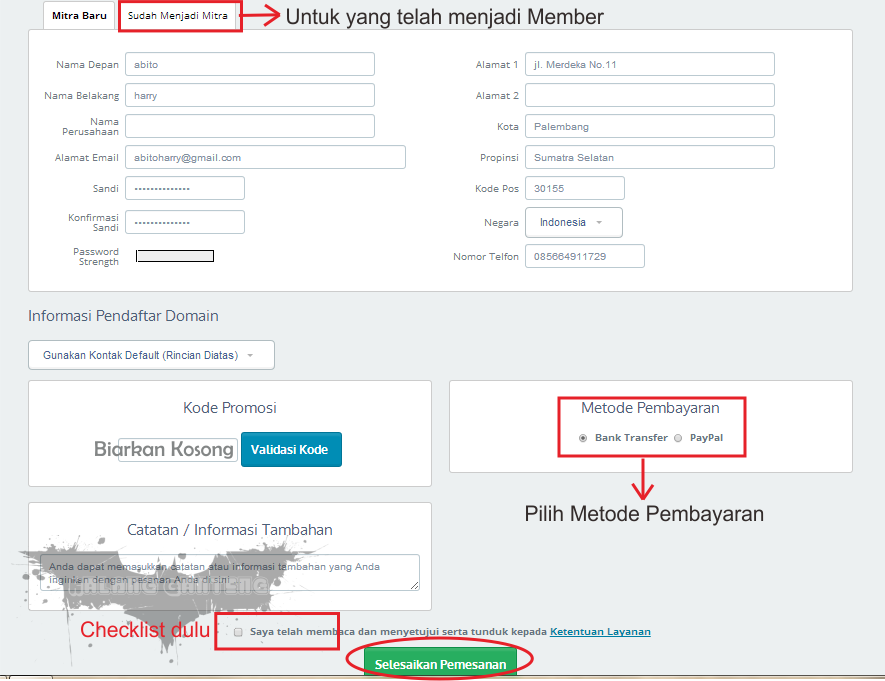 Mitra Baru
Sudah Menjadi Mitra
Untuk yang telah menjadi Member
Nama Depan
abito
Nama Belakang
harry
Nama
Perusahaan
Alamat Email
abitoharry@gmail.com
Sandi
••••••••••••••
Konfirmasi
Sandi
••••••••••••••
Password
Strength
Alamat 1
jl. Merdeka No.11
Alamat 2
Kota
Palembang
Propinsi
Sumatra Selatan
Kode Pos
30155
Negara
Indonesia
Nomor Telfon
085664911729
Informasi Pendaftar Domain
Gunakan Kontak Default (Rincian Diatas)
Kode Promosi
Biarkan Kosong
Validasi Kode
Metode Pembayaran
Bank Transfer
PayPal
Pilih Metode Pembayaran
Catatan / Informasi Tambahan
Anda dapat memasukkan catatan atau informasi tambahan yang Anda
inginkan dengan pesanan Anda di sini
GANTENG
Checklist dulu
Saya telah membaca dan menyetujui serta tunduk kepada Ketentuan Layanan
Selesaikan Pemesanan